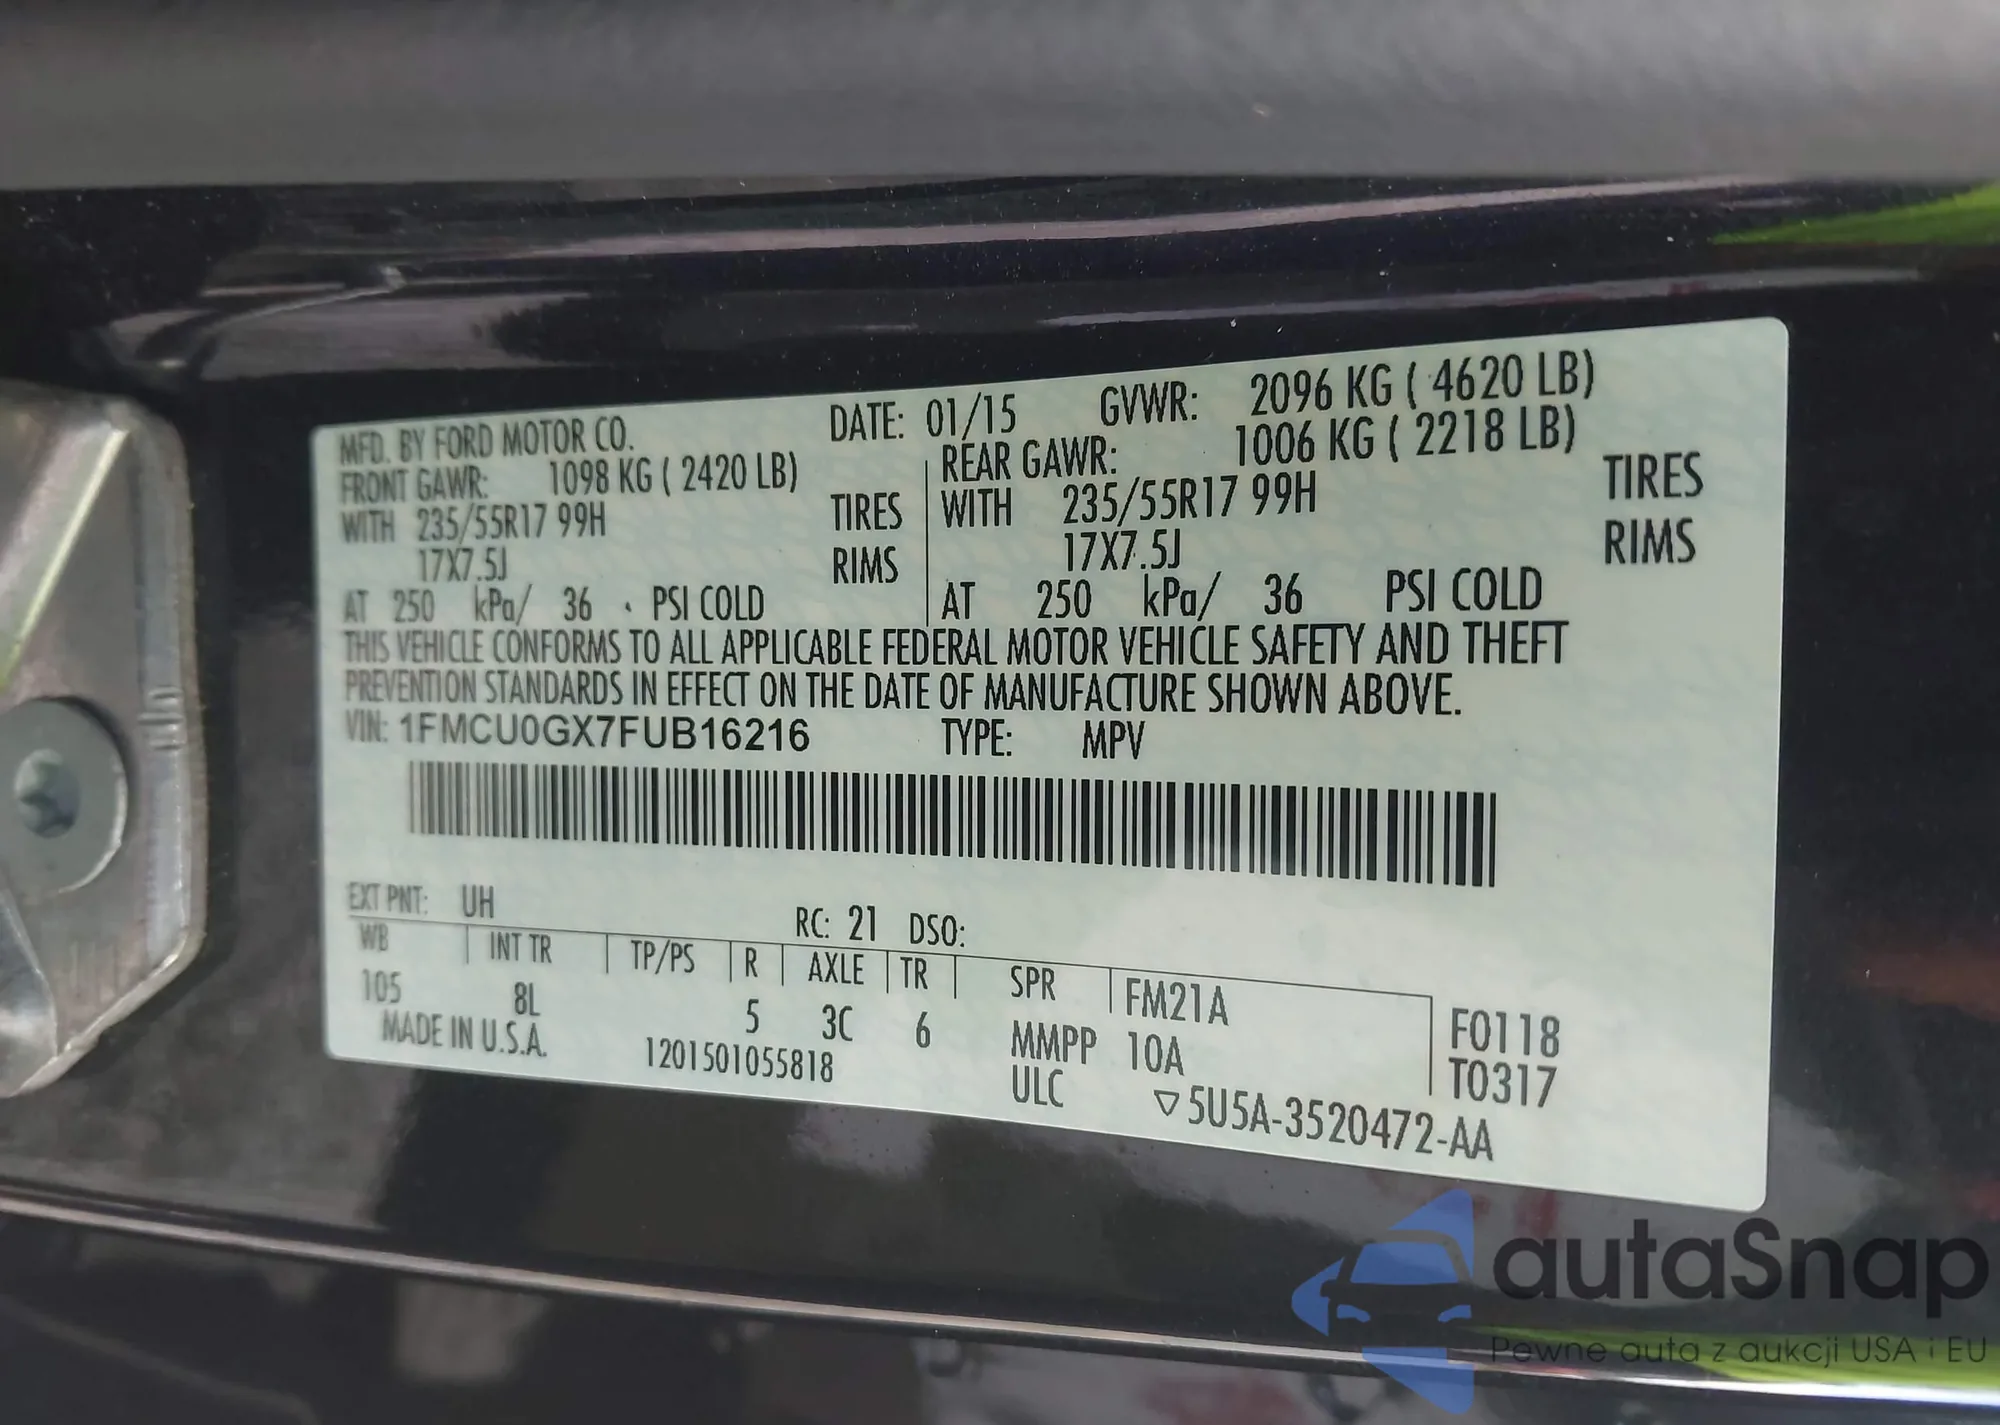 MFD. BY FORD MOTOR CO. DATE: 01/15 GVWR: 2096 KG ( 4620 LB)
FRONT GAWR: 1098 KG ( 2420 LB) REAR GAWR: 1006 KG ( 2218 LB)
WITH 235/55R17 99H TIRES WITH 235/55R17 99H TIRES
17X7.5J RIMS 17X7.5J RIMS
AT 250 kPa/ 36 PSI COLD AT 250 kPa/ 36 PSI COLD
THIS VEHICLE CONFORMS TO ALL APPLICABLE FEDERAL MOTOR VEHICLE SAFETY AND THEFT
PREVENTION STANDARDS IN EFFECT ON THE DATE OF MANUFACTURE SHOWN ABOVE.
VIN: 1FMCU0GX7FUB16216 TYPE: MPV
EXT PNT: UH RC: 21 DSO:
WB INT TR TP/PS R AXLE TR SPR FM21A F0118
105 8L 5 3C 6 MMPP 10A T0317
MADE IN U.S.A. 1201501055818 ULC ▽5U5A-3520472-AA
autaSnap
Pewne auta z aukcji USA i EU